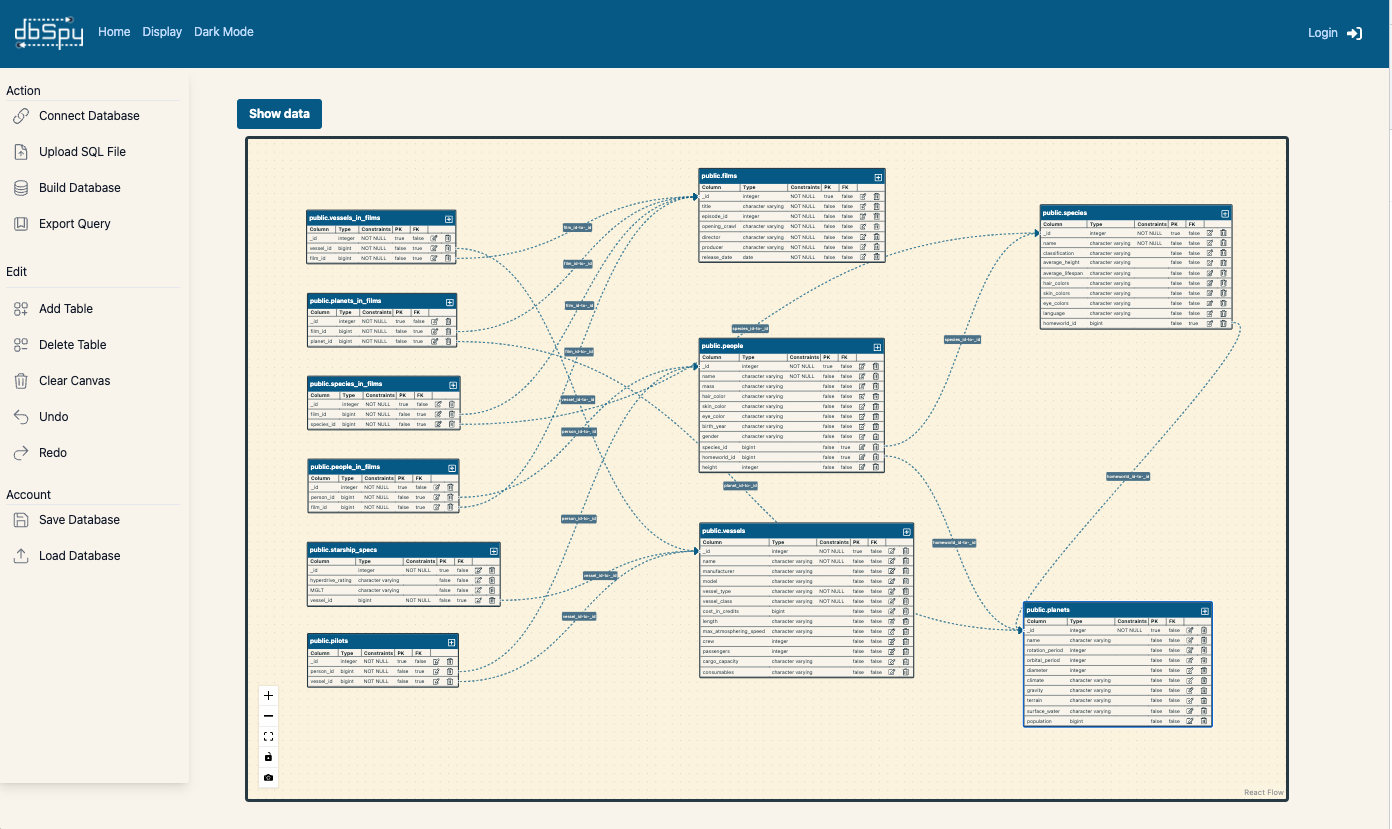 dbSpy Home Display Dark Mode Login
Action
Connect Database
Upload SQL File
Build Database
Export Query
Edit
Add Table
Delete Table
Clear Canvas
Undo
Redo
Account
Save Database
Load Database
Show data
public.vessels_in_films
Column Type Constraints PK FK
_id integer NOT NULL true false
vessel_id bigint NOT NULL false true
film_id bigint NOT NULL false true
public.planets_in_films
Column Type Constraints PK FK
_id integer NOT NULL true false
film_id bigint NOT NULL false true
planet_id bigint NOT NULL false true
public.species_in_films
Column Type Constraints PK FK
_id integer NOT NULL true false
film_id bigint NOT NULL false true
species_id bigint NOT NULL false true
public.people_in_films
Column Type Constraints PK FK
_id integer NOT NULL true false
person_id bigint NOT NULL false true
film_id bigint NOT NULL false true
public.starship_specs
Column Type Constraints PK FK
_id integer NOT NULL true false
hyperdrive_rating character varying false false
MGLT character varying false false
vessel_id bigint NOT NULL false true
public.pilots
Column Type Constraints PK FK
_id integer NOT NULL true false
person_id bigint NOT NULL false true
vessel_id bigint NOT NULL false true
film_id-to-_id
film_id-to-_id
film_id-to-_id
film_id-to-_id
vessel_id-to-_id
person_id-to-_id
person_id-to-_id
vessel_id-to-_id
vessel_id-to-_id
public.films
Column Type Constraints PK FK
_id integer NOT NULL true false
title character varying NOT NULL false false
episode_id integer NOT NULL false false
opening_crawl character varying NOT NULL false false
director character varying NOT NULL false false
producer character varying NOT NULL false false
release_date date NOT NULL false false
species_id-to-_id
public.people
Column Type Constraints PK FK
_id integer NOT NULL true false
name character varying NOT NULL false false
mass character varying false false
hair_color character varying false false
skin_color character varying false false
eye_color character varying false false
birth_year character varying false false
gender character varying false false
species_id bigint false true
homeworld_id bigint false true
height integer false false
planet_id-to-_id
public.vessels
Column Type Constraints PK FK
_id integer NOT NULL true false
name character varying NOT NULL false false
manufacturer character varying false false
model character varying false false
vessel_type character varying NOT NULL false false
vessel_class character varying NOT NULL false false
cost_in_credits bigint false false
length character varying false false
max_atmosphering_speed character varying false false
crew integer false false
passengers integer false false
cargo_capacity character varying false false
consumables character varying false false
species_id-to-_id
homeworld_id-to-_id
homeworld_id-to-_id
public.species
Column Type Constraints PK FK
_id integer NOT NULL true false
name character varying NOT NULL false false
classification character varying false false
average_height character varying false false
average_lifespan character varying false false
hair_colors character varying false false
skin_colors character varying false false
eye_colors character varying false false
language character varying false false
homeworld_id bigint false true
public.planets
Column Type Constraints PK FK
_id integer NOT NULL true false
name character varying false false
rotation_period integer false false
orbital_period integer false false
diameter integer false false
climate character varying false false
gravity character varying false false
terrain character varying false false
surface_water character varying false false
population bigint false false
React Flow